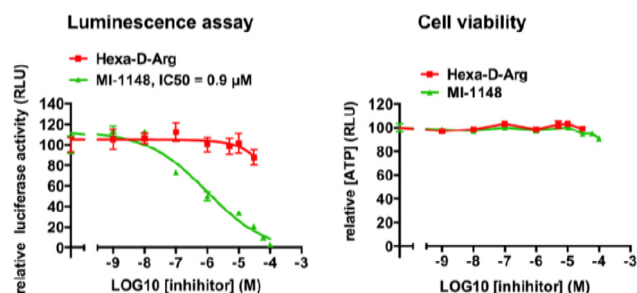 Luminescence assay
Hexa-D-Arg
MI-1148, IC50 = 0.9 µM
relative luciferase activity (RLU)
140
120
100
80
60
40
20
0
-9 -8 -7 -6 -5 -4 -3
LOG10 [inhihitor] (M)
Cell viability
Hexa-D-Arg
MI-1148
relative [ATP] (RLU)
120
100
80
60
40
20
0
-9 -8 -7 -6 -5 -4 -3
LOG10 [inhihitor] (M)